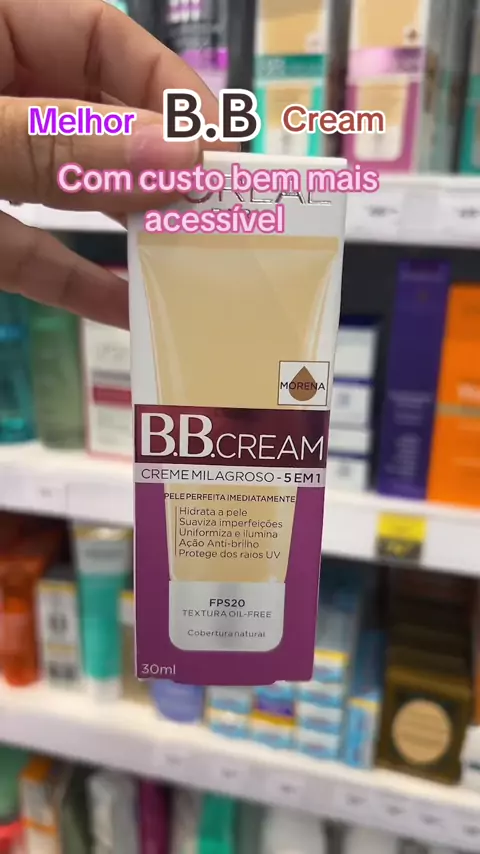 Melhor B.B Cream
Com custo bem mais
acessível
MORENA
B.B.CREAM
CREME MILAGROSO - 5 EM 1
PELE PERFEITA IMEDIATAMENTE
Hidrata a pele
Suaviza imperfeições
Uniformiza e ilumina
Ação Anti-brilho
Protege dos raios UV
FPS20
TEXTURA OIL-FREE
Cobertura natural
30ml